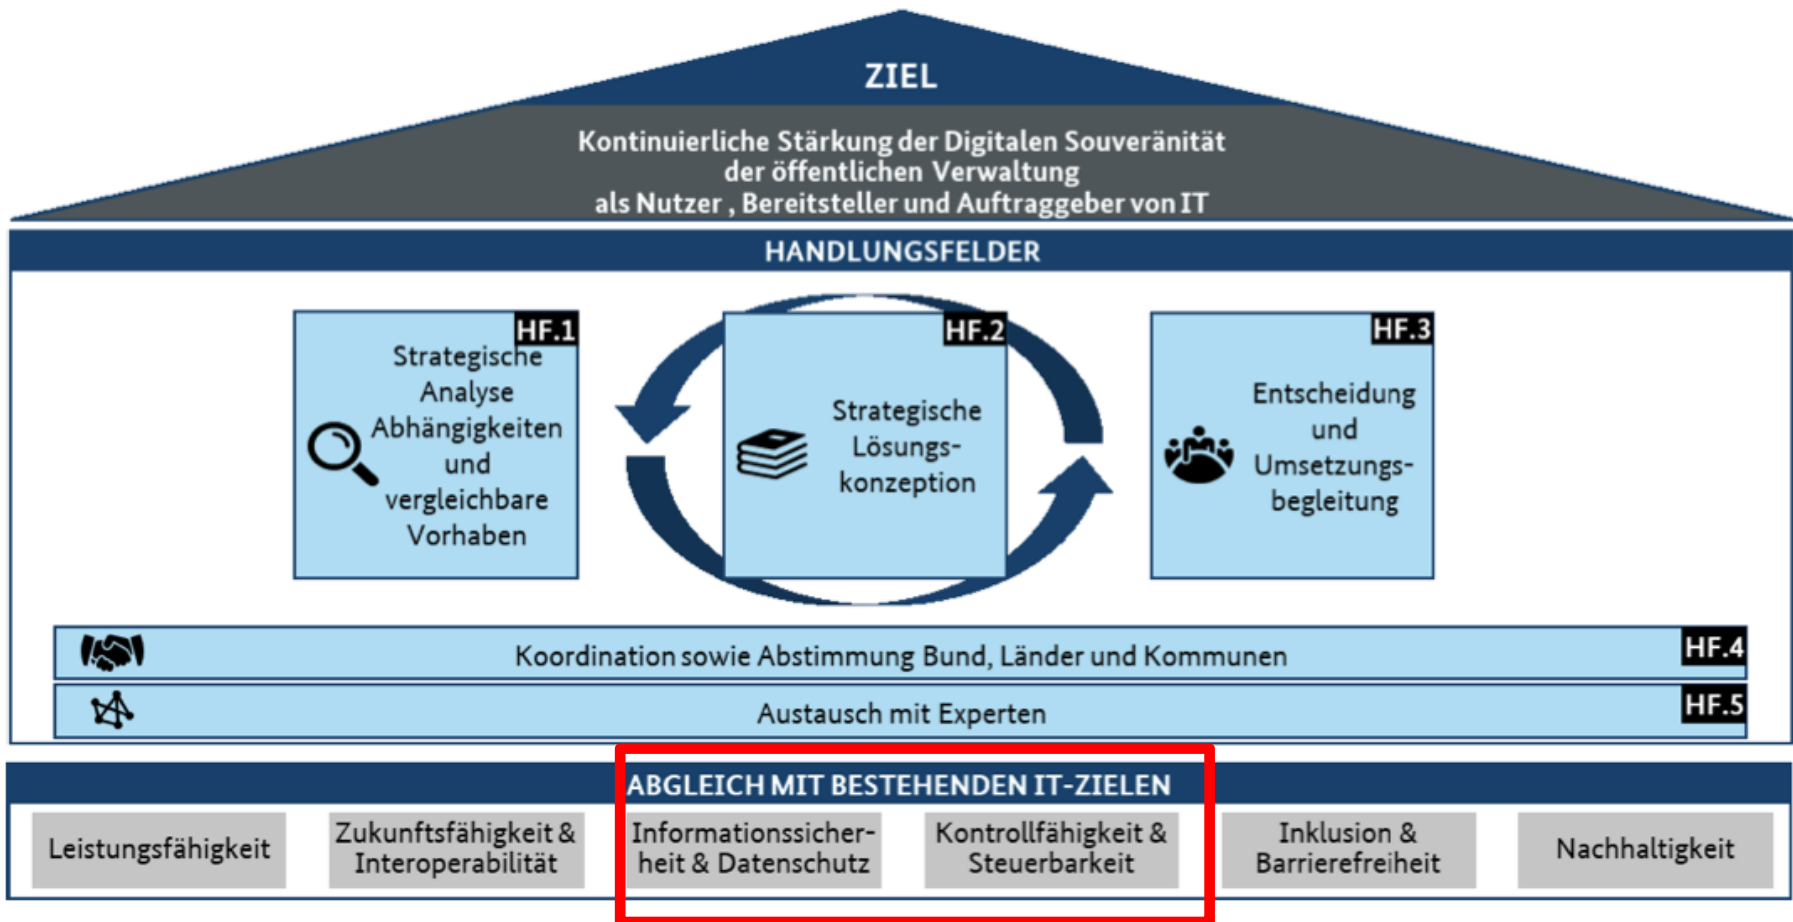 ZIEL
Kontinuierliche Stärkung der Digitalen Souveränität
der öffentlichen Verwaltung
als Nutzer , Bereitsteller und Auftraggeber von IT
HANDLUNGSFELDER
HF.1
Strategische
Analyse
Abhängigkeiten
und
vergleichbare
Vorhaben
HF.2
Strategische
Lösungs-
konzeption
HF.3
Entscheidung
und
Umsetzungs-
begleitung
Koordination sowie Abstimmung Bund, Länder und Kommunen
HF.4
Austausch mit Experten
HF.5
ABGLEICH MIT BESTEHENDEN IT-ZIELEN
Leistungsfähigkeit
Zukunftsfähigkeit &
Interoperabilität
Informationssicher-
heit & Datenschutz
Kontrollfähigkeit &
Steuerbarkeit
Inklusion &
Barrierefreiheit
Nachhaltigkeit